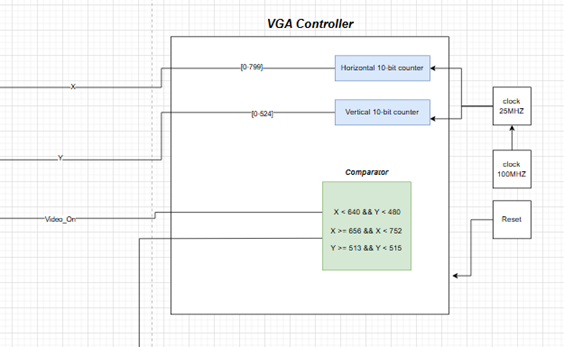 VGA Controller
[0-799]
Horizontal 10-bit counter
X
clock
25MHZ
[0-524]
Vertical 10-bit counter
Y
clock
100MHZ
Comparator
X < 640 && Y < 480
Reset
Video_On
X >= 656 && X < 752
Y >= 513 && Y < 515